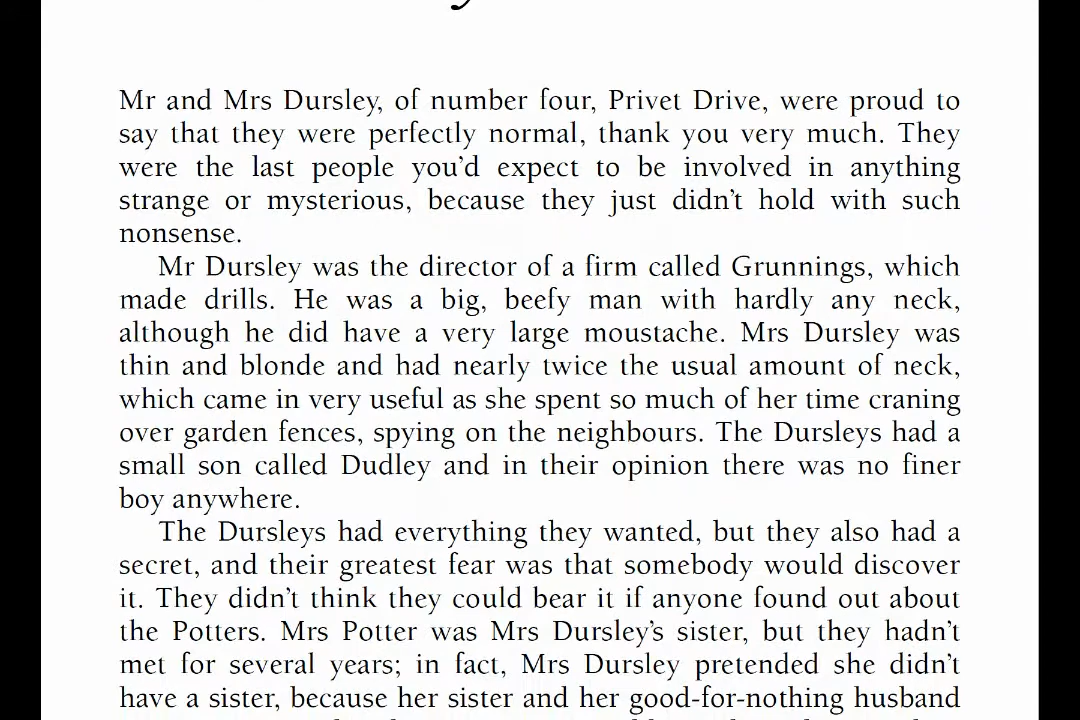 Mr and Mrs Dursley, of number four, Privet Drive, were proud to
say that they were perfectly normal, thank you very much. They
were the last people you’d expect to be involved in anything
strange or mysterious, because they just didn’t hold with such
nonsense.
Mr Dursley was the director of a firm called Grunnings, which
made drills. He was a big, beefy man with hardly any neck,
although he did have a very large moustache. Mrs Dursley was
thin and blonde and had nearly twice the usual amount of neck,
which came in very useful as she spent so much of her time craning
over garden fences, spying on the neighbours. The Dursleys had a
small son called Dudley and in their opinion there was no finer
boy anywhere.
The Dursleys had everything they wanted, but they also had a
secret, and their greatest fear was that somebody would discover
it. They didn’t think they could bear it if anyone found out about
the Potters. Mrs Potter was Mrs Dursley’s sister, but they hadn’t
met for several years; in fact, Mrs Dursley pretended she didn’t
have a sister, because her sister and her good-for-nothing husband